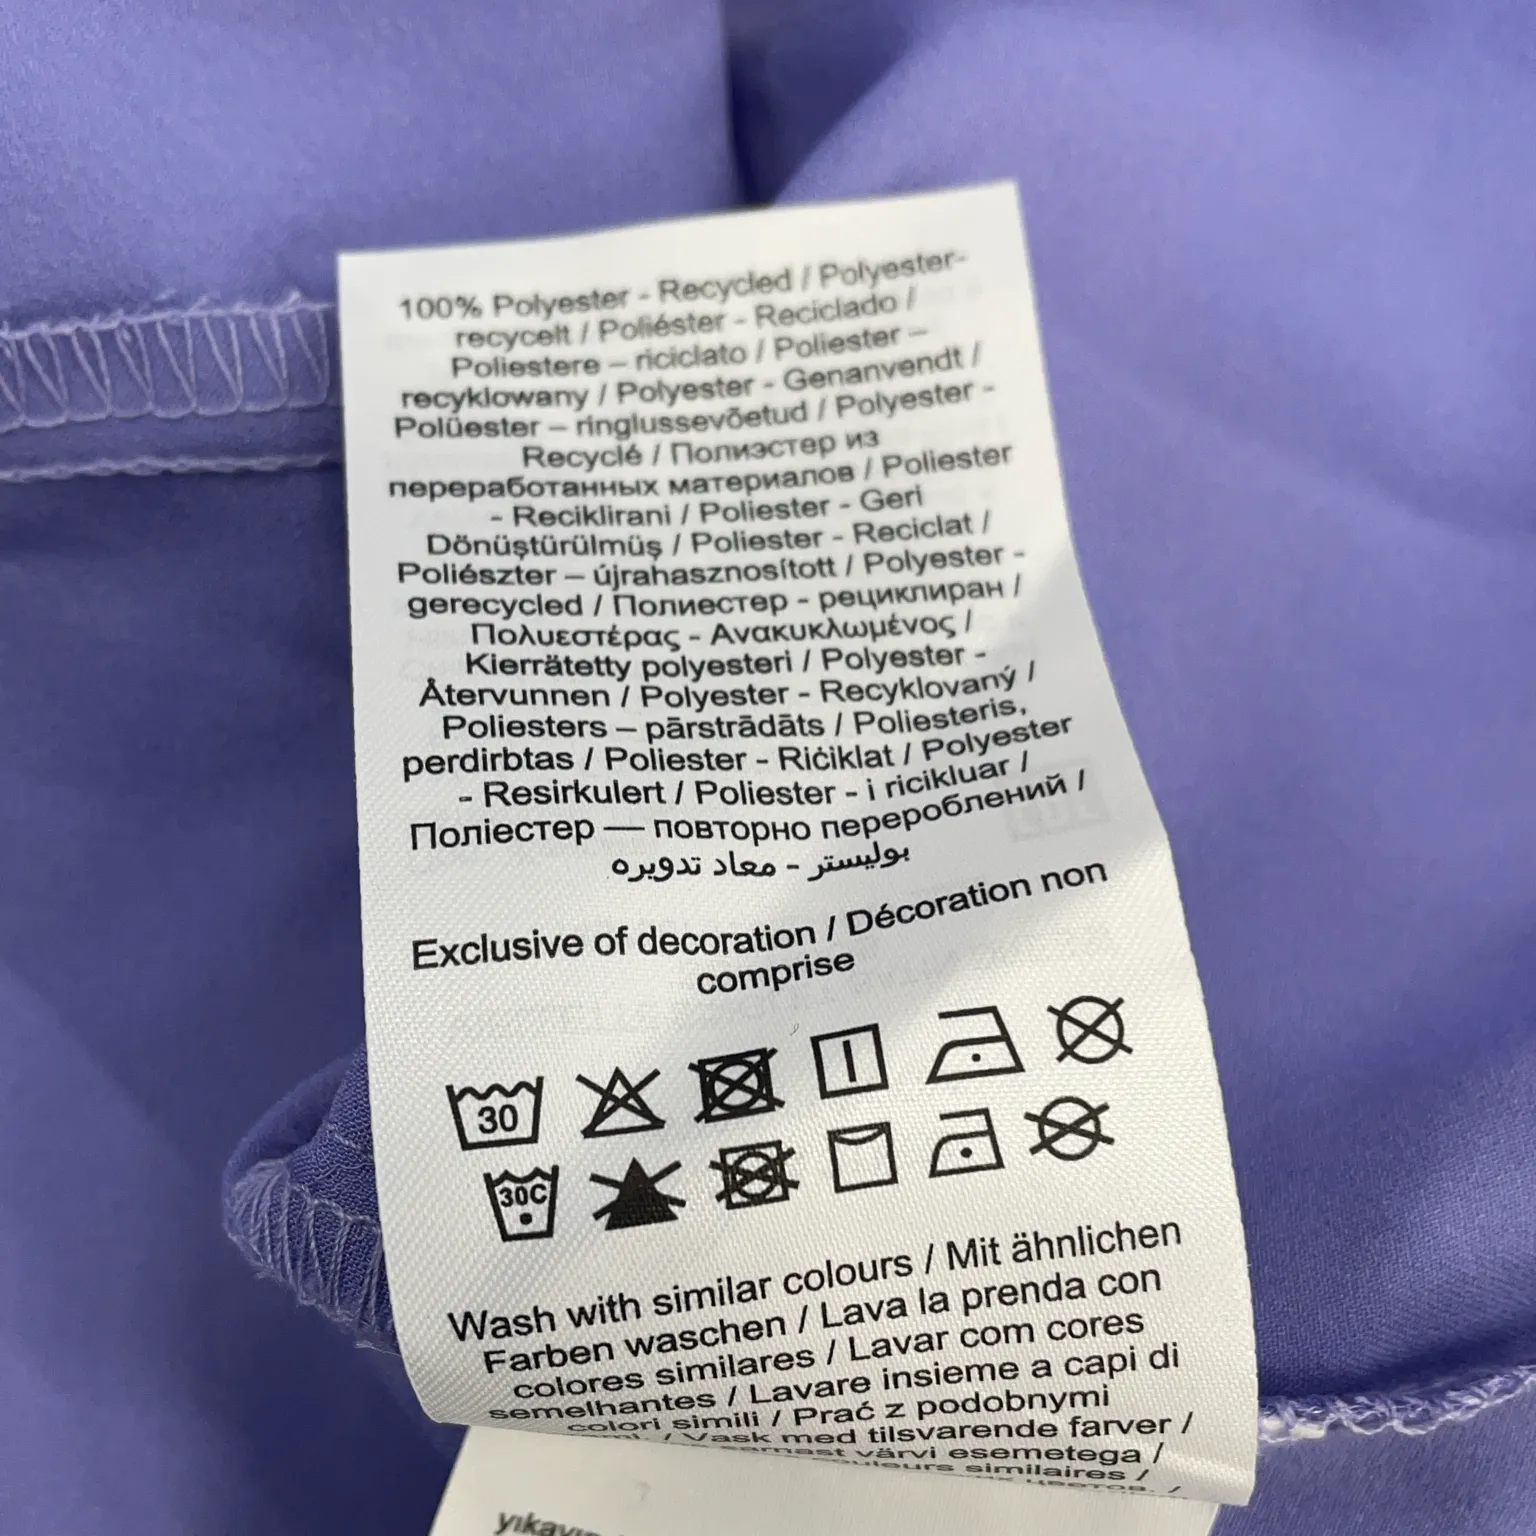 100% Polyester - Recycled / Polyester-
recycelt / Poliéster - Reciclado /
Poliestere – riciclato / Poliester –
recyklowany / Polyester - Genanvendt /
Polüester – ringlussevõetud / Polyester -
Recyclé / Полиэстер из
переработанных материалов / Poliester
- Reciklirani / Poliester - Geri
Dönüştürülmüş / Poliester - Reciclat /
Poliészter – újrahasznosított / Polyester -
gerecycled / Полиестер - рециклиран /
Πολυεστέρας - Ανακυκλωμένος /
Kierrätetty polyesteri / Polyester -
Återvunnen / Polyester - Recyklovaný /
Poliesters – pārstrādāts / Poliesteris,
perdirbtas / Poliester - Riċiklat / Polyester
- Resirkulert / Poliester - i ricikluar /
Поліестер — повторно перероблений /
بوليستر - معاد تدويره
Exclusive of decoration / Décoration non
comprise
30
30C
Wash with similar colours / Mit ähnlichen
Farben waschen / Lava la prenda con
colores similares / Lavar com cores
semelhantes / Lavare insieme a capi di
colori simili / Prać z podobnymi
/ Vask med tilsvarende farver /
värvi esemetega /
similaires /